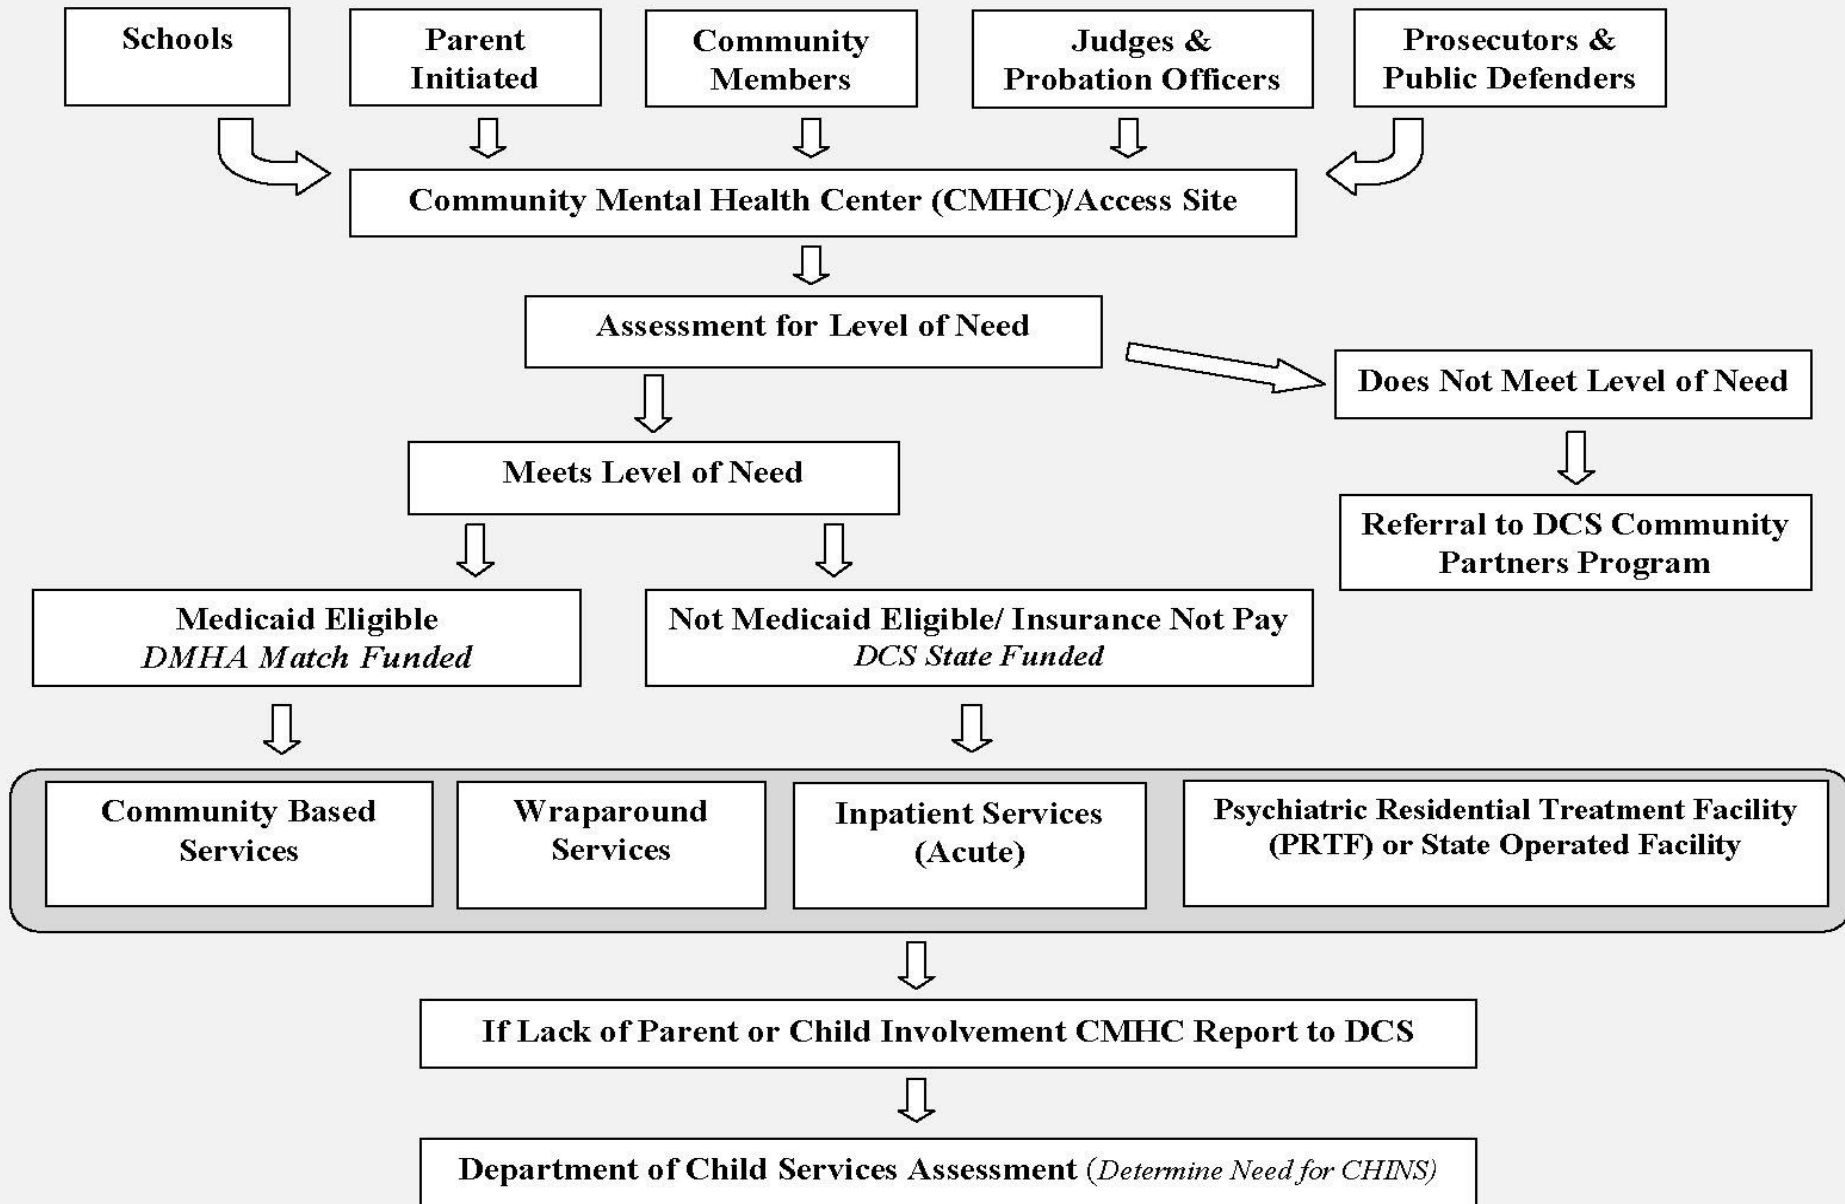 Schools
Parent
Initiated
Community
Members
Judges &
Probation Officers
Prosecutors &
Public Defenders
Community Mental Health Center (CMHC)/Access Site
Assessment for Level of Need
Does Not Meet Level of Need
Meets Level of Need
Referral to DCS Community
Partners Program
Medicaid Eligible
DMHA Match Funded
Not Medicaid Eligible/ Insurance Not Pay
DCS State Funded
Community Based
Services
Wraparound
Services
Inpatient Services
(Acute)
Psychiatric Residential Treatment Facility
(PRTF) or State Operated Facility
If Lack of Parent or Child Involvement CMHC Report to DCS
Department of Child Services Assessment (Determine Need for CHINS)